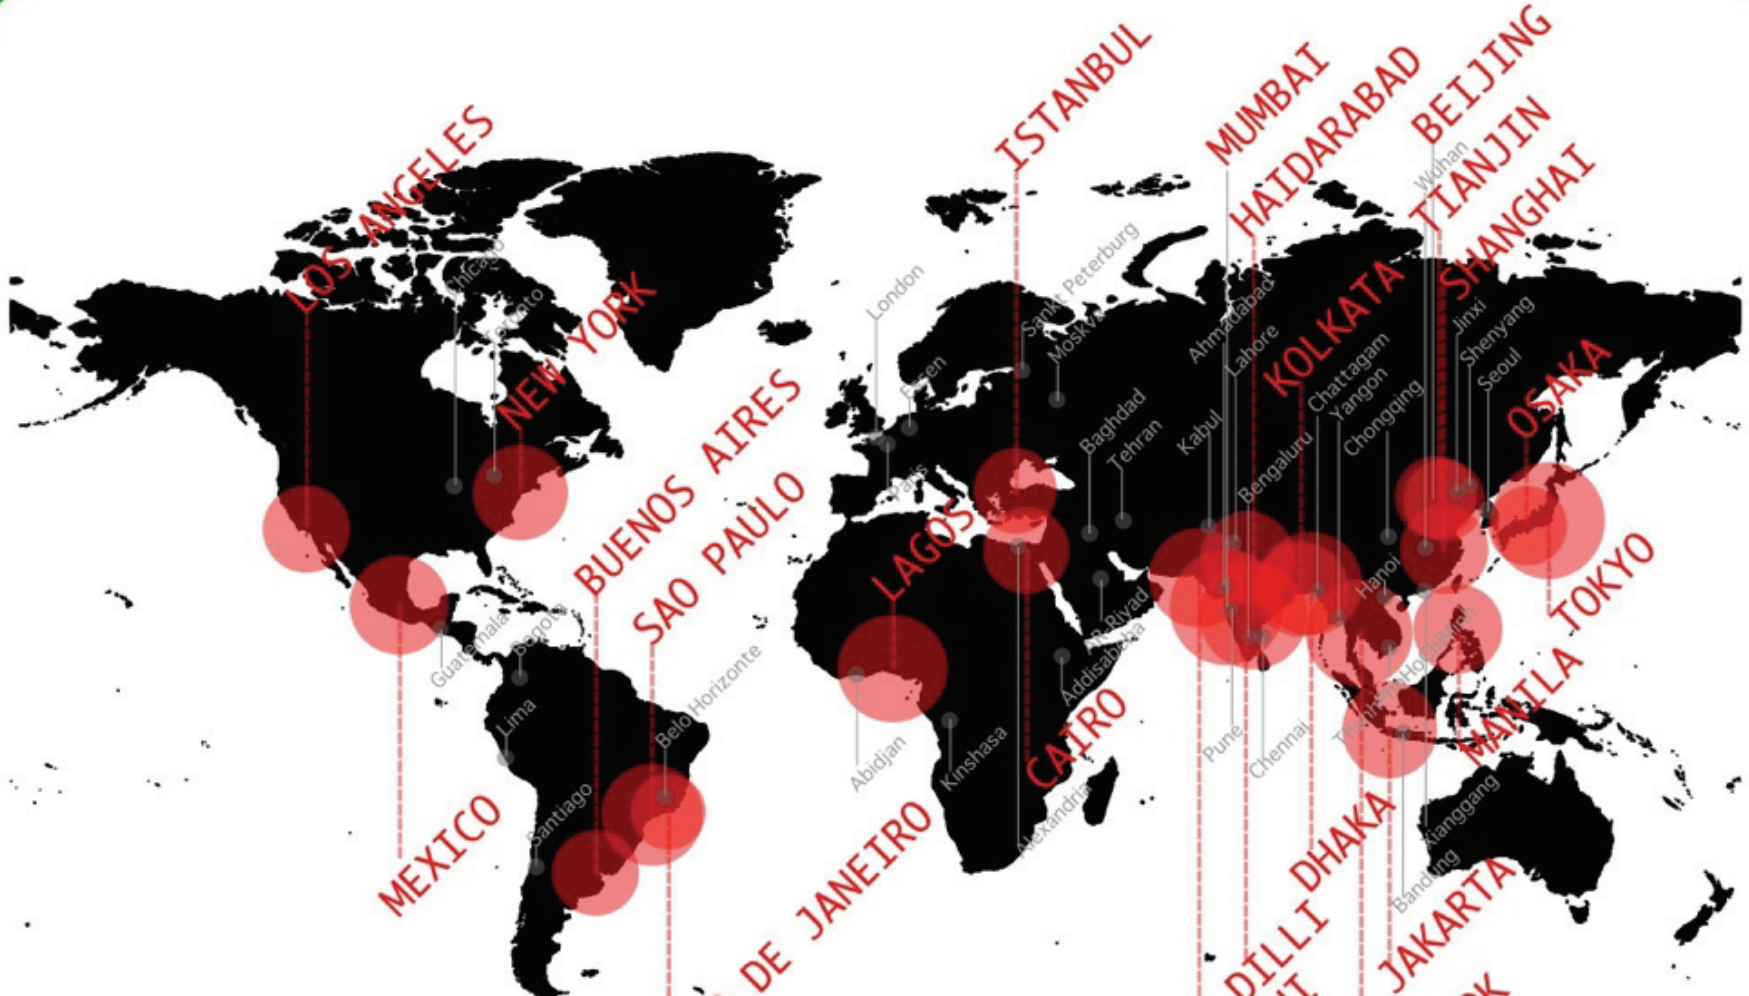 ISTANBUL
MUMBAI
HAIDARABAD
BEIJING
Wuhan
TIANJIN
SHANGHAI
LOS ANGELES
Chicago
Toronto
NEW YORK
London
Essen
Paris
Sankt Peterburg
Moskva
Ahmadabad
Lahore
KOLKATA
Chattagam
Yangon
Chongqing
Jinxi
Shenyang
Seoul
OSAKA
Baghdad
Tehran
Kabul
Bengaluru
BUENOS AIRES
SAO PAULO
LAGOS
Hanoi
TOKYO
Guatemala
Bogota
Lima
Belo Horizonte
Santiago
Abidjan
Kinshasa
CAIRO
Alexandria
R Riyad
Addisabeba
Pune
Chennai
MANILA
MEXICO
DE JANEIRO
DHAKA
Xianggang
Bandung
DILLI
JAKARTA